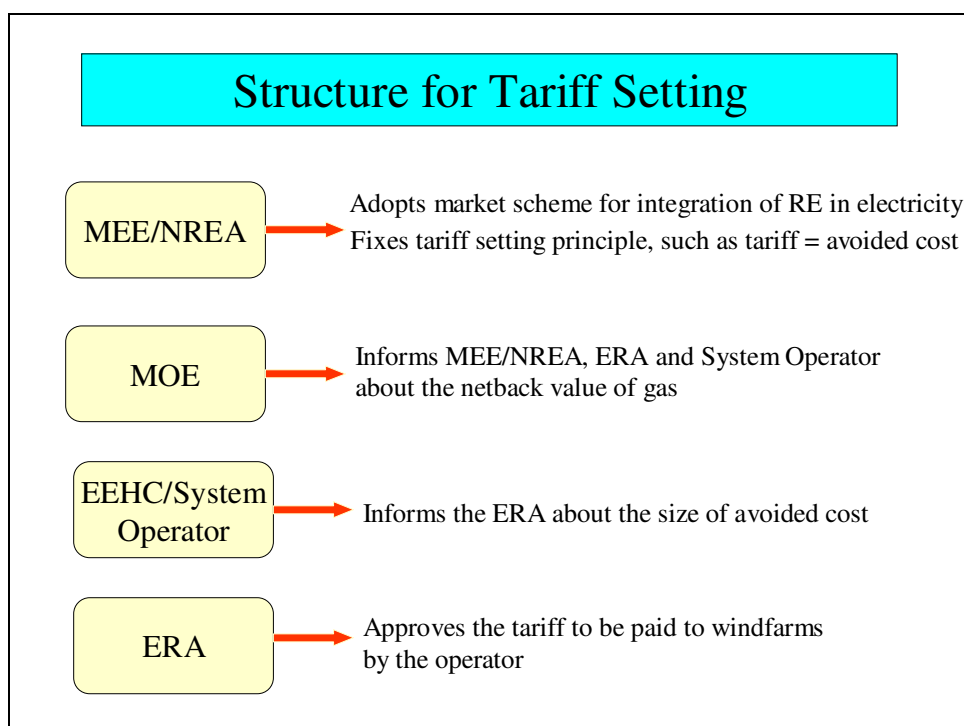 Structure for Tariff Setting
MEE/NREA
Adopts market scheme for integration of RE in electricity
Fixes tariff setting principle, such as tariff = avoided cost
MOE
Informs MEE/NREA, ERA and System Operator
about the netback value of gas
EEHC/System
Operator
Informs the ERA about the size of avoided cost
ERA
Approves the tariff to be paid to windfarms
by the operator